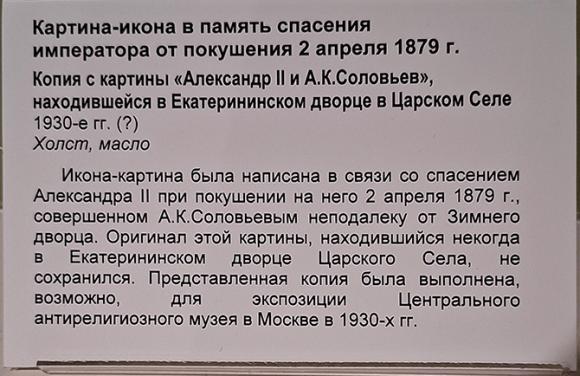 Картина-икона в память спасения
императора от покушения 2 апреля 1879 г.
Копия с картины «Александр II и А.К.Соловьев»,
находившейся в Екатерининском дворце в Царском Селе
1930-е гг. (?)
Холст, масло
Икона-картина была написана в связи со спасением
Александра II при покушении на него 2 апреля 1879 г.,
совершенном А.К.Соловьевым неподалеку от Зимнего
дворца. Оригинал этой картины, находившийся некогда
в Екатерининском дворце Царского Села, не
сохранился. Представленная копия была выполнена,
возможно, для экспозиции Центрального
антирелигиозного музея в Москве в 1930-х гг.